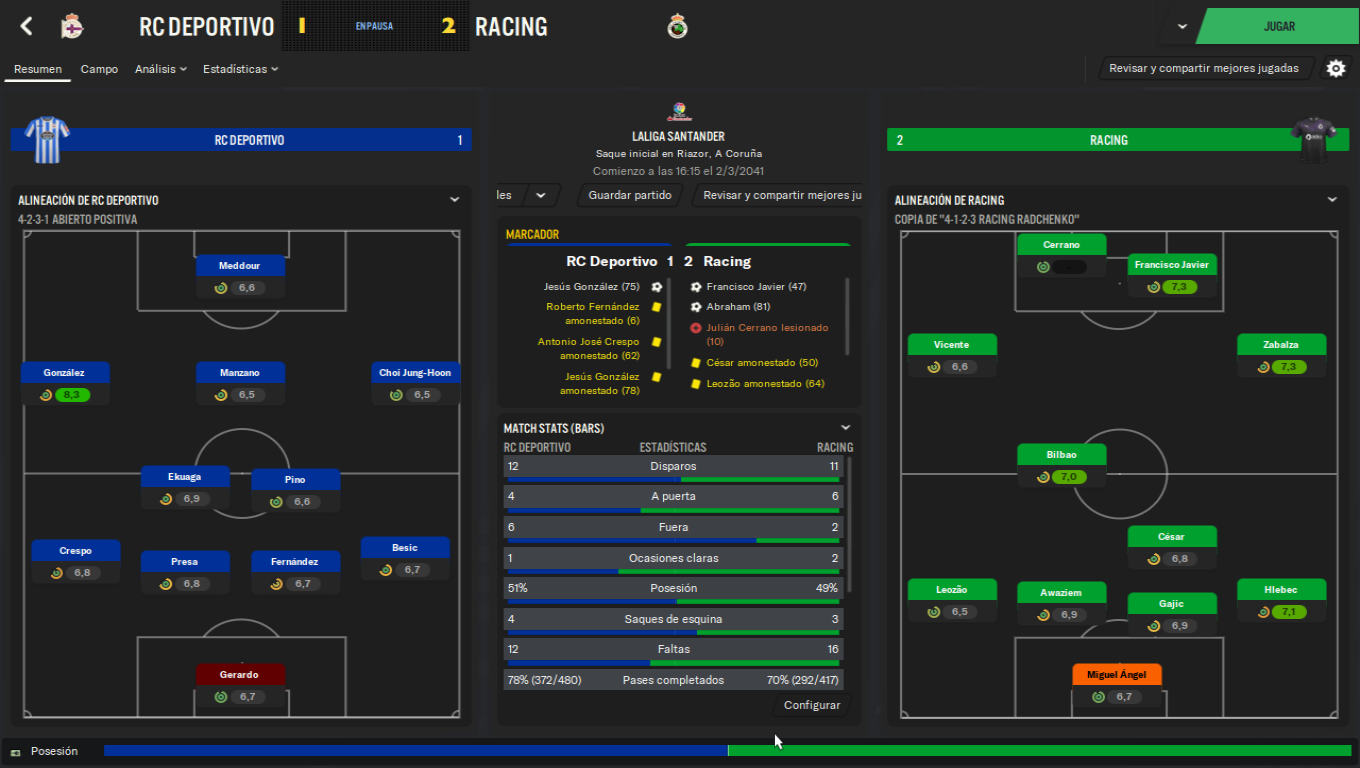 RC DEPORTIVO
1
EN PAUSA
2
RACING
JUGAR
Resumen
Campo
Análisis
Estadísticas
Revisar y compartir mejores jugadas
RC DEPORTIVO
1
LALIGA SANTANDER
Saque inicial en Riazor, A Coruña
Comienzo a las 16:15 el 2/3/2041
2
RACING
les
Guardar partido
Revisar y compartir mejores ju
ALINEACIÓN DE RC DEPORTIVO
4-2-3-1 ABIERTO POSITIVA
Meddour
6,6
González
8,3
Manzano
6,5
Choi Jung-Hoon
6,5
Ekuaga
6,9
Pino
6,6
Crespo
6,8
Presa
6,8
Fernández
6,7
Besic
6,7
Gerardo
6,7
MARCADOR
RC Deportivo 1
2 Racing
Jesús González (75)
Roberto Fernández
amonestado (6)
Antonio José Crespo
amonestado (62)
Jesús González
amonestado (78)
Francisco Javier (47)
Abraham (81)
Julián Cerrano lesionado
(10)
César amonestado (50)
Leozão amonestado (64)
MATCH STATS (BARS)
RC DEPORTIVO ESTADÍSTICAS RACING
12 Disparos 11
4 A puerta 6
6 Fuera 2
1 Ocasiones claras 2
51% Posesión 49%
4 Saques de esquina 3
12 Faltas 16
78% (372/480) Pases completados 70% (292/417)
Configurar
ALINEACIÓN DE RACING
COPIA DE "4-1-2-3 RACING RADCHENKO"
Cerrano
-
Francisco Javier
7,3
Vicente
6,6
Zabalza
7,3
Bilbao
7,0
César
6,8
Leozão
6,5
Awaziem
6,9
Gajic
6,9
Hlebec
7,1
Miguel Ángel
6,7
Posesión